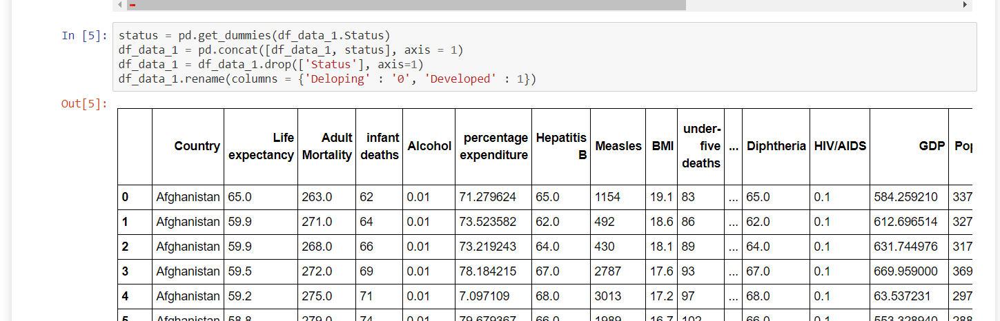 In [5]: status = pd.get_dummies(df_data_1.Status)
df_data_1 = pd.concat([df_data_1, status], axis = 1)
df_data_1 = df_data_1.drop(['Status'], axis=1)
df_data_1.rename(columns = {'Deloping' : '0', 'Developed' : 1})
Out[5]:
Country Life expectancy Adult Mortality infant deaths Alcohol percentage expenditure Hepatitis B Measles BMI under-five deaths ... Diphtheria HIV/AIDS GDP
0 Afghanistan 65.0 263.0 62 0.01 71.279624 65.0 1154 19.1 83 ... 65.0 0.1 584.259210 337
1 Afghanistan 59.9 271.0 64 0.01 73.523582 62.0 492 18.6 86 ... 62.0 0.1 612.696514 327
2 Afghanistan 59.9 268.0 66 0.01 73.219243 64.0 430 18.1 89 ... 64.0 0.1 631.744976 317
3 Afghanistan 59.5 272.0 69 0.01 78.184215 67.0 2787 17.6 93 ... 67.0 0.1 669.959000 369
4 Afghanistan 59.2 275.0 71 0.01 7.097109 68.0 3013 17.2 97 ... 68.0 0.1 63.537231 297
5 Afghanistan 58.8 279.0 74 0.01 79.679367 66.0 1989 16.7 102 ... 66.0 0.1 553.328940 288